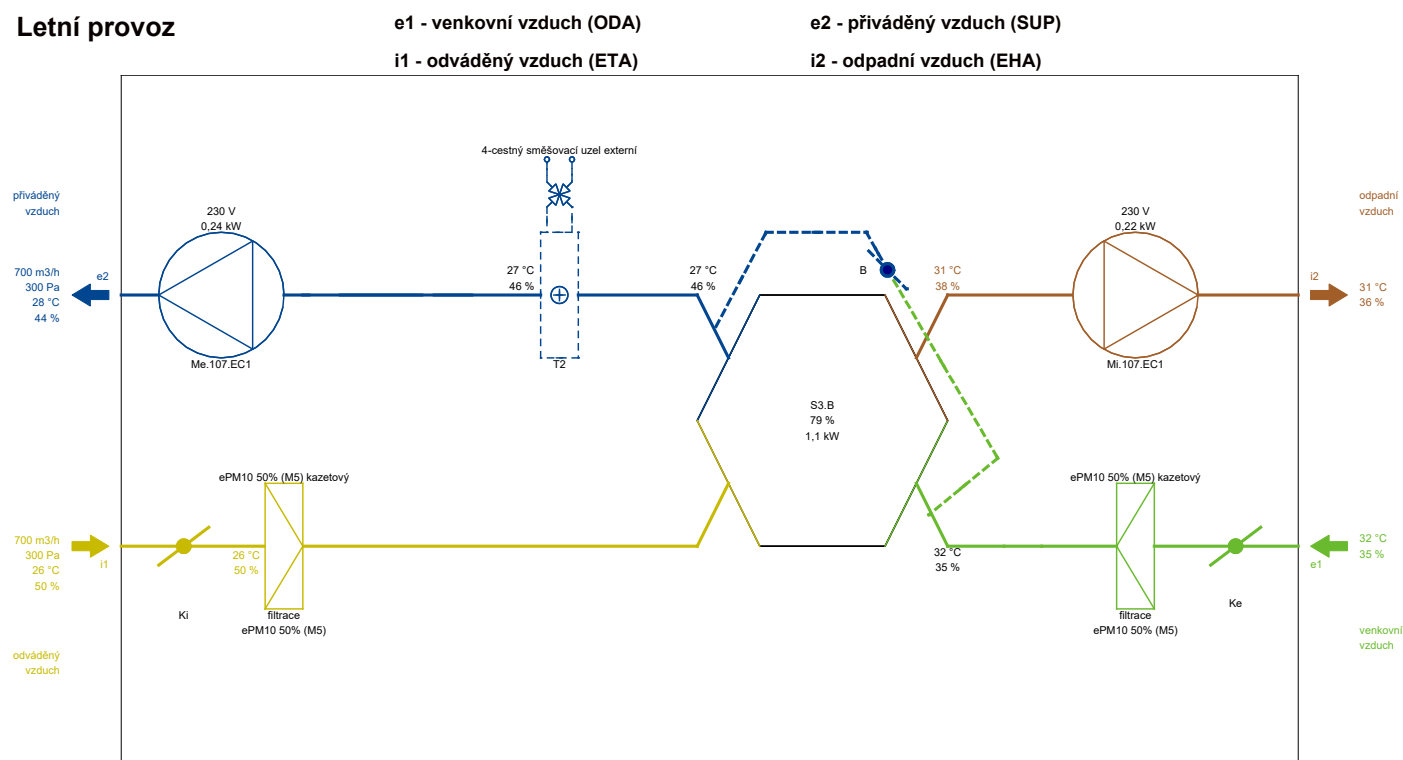 Letní provoz
e1 - venkovní vzduch (ODA)
e2 - přiváděný vzduch (SUP)
i1 - odváděný vzduch (ETA)
i2 - odpadní vzduch (EHA)
4-cestný směšovací uzel externí
přiváděný
vzduch
230 V
0,24 kW
230 V
0,22 kW
odpadní
vzduch
700 m3/h
300 Pa
28 °C
44 %
e2
27 °C
46 %
27 °C
46 %
B
31 °C
38 %
i2
31 °C
36 %
Me.107.EC1
T2
Mi.107.EC1
S3.B
79 %
1,1 kW
ePM10 50% (M5) kazetový
ePM10 50% (M5) kazetový
700 m3/h
300 Pa
26 °C
50 %
i1
26 °C
50 %
32 °C
35 %
e1
32 °C
35 %
Ki
filtrace
ePM10 50% (M5)
filtrace
ePM10 50% (M5)
Ke
odváděný
vzduch
venkovní
vzduch